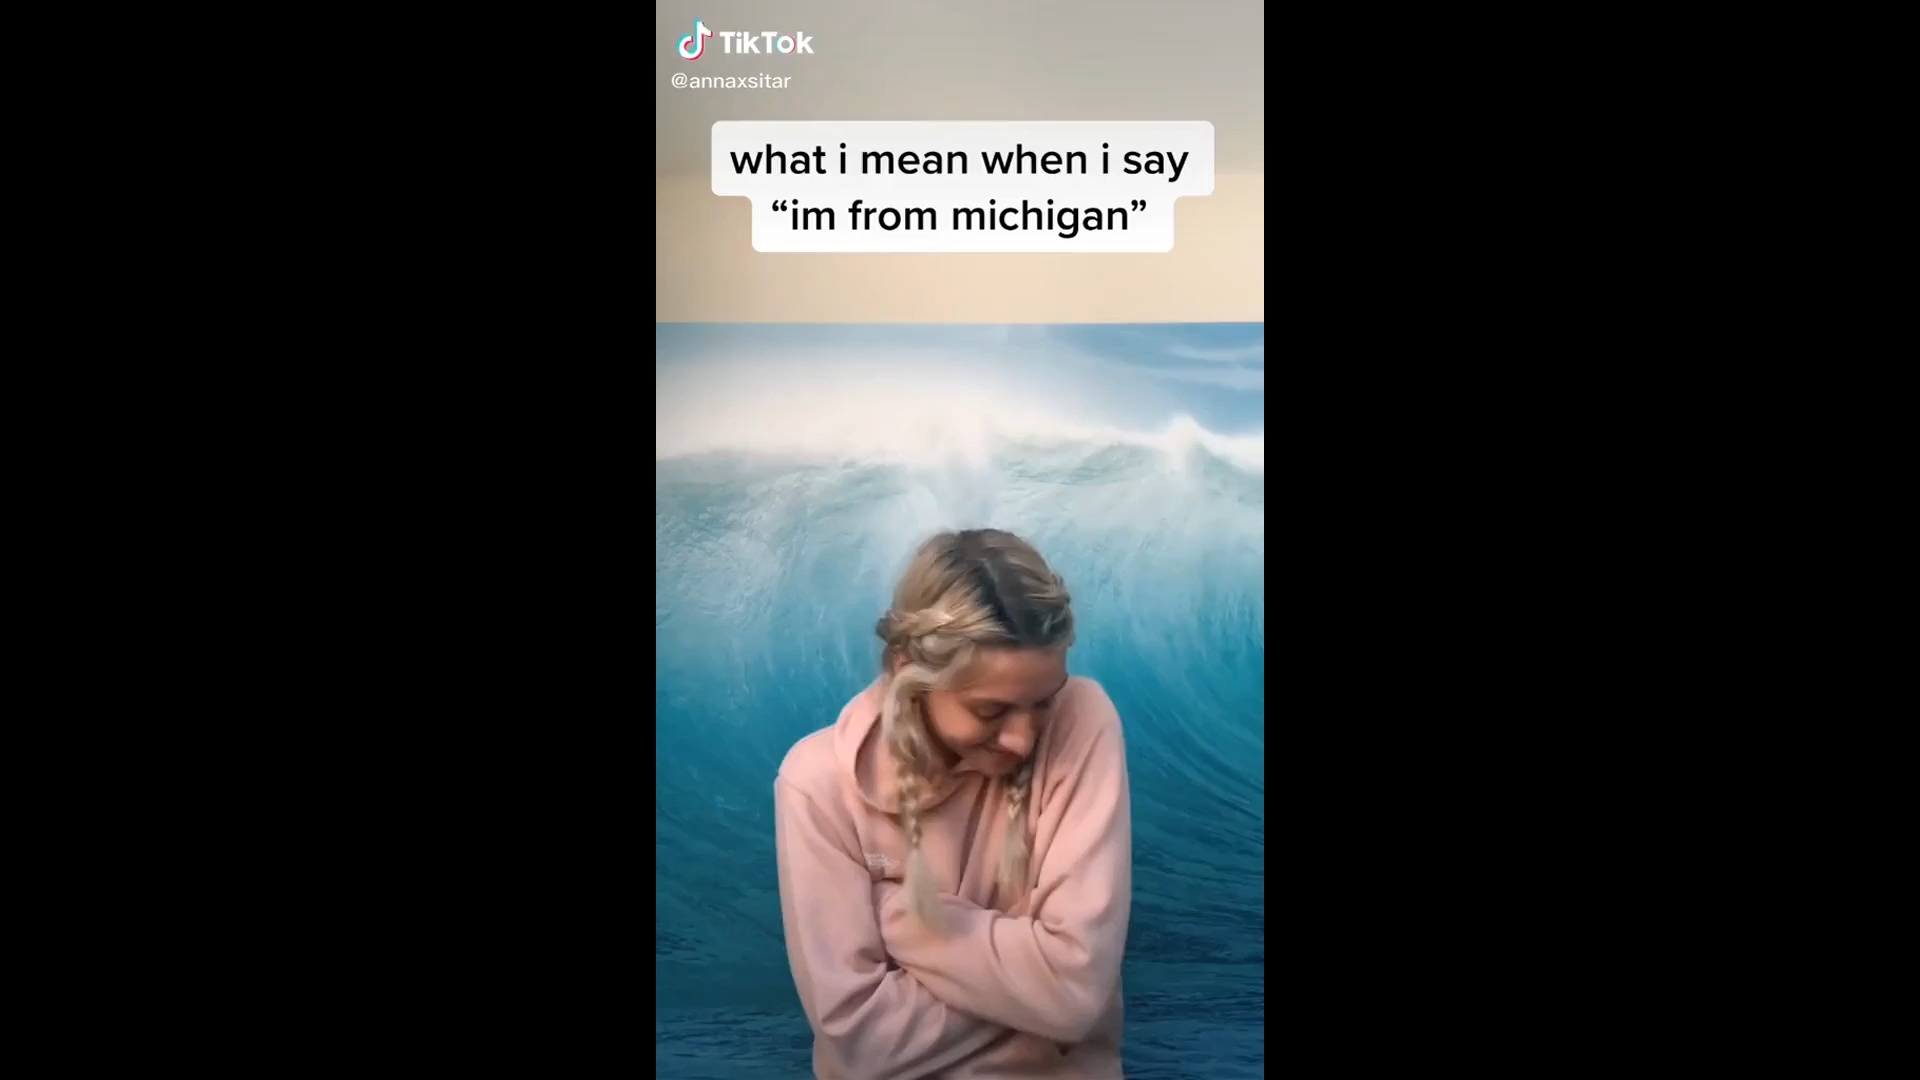 TikTok
@annaxsitar
what i mean when i say
“im from michigan”